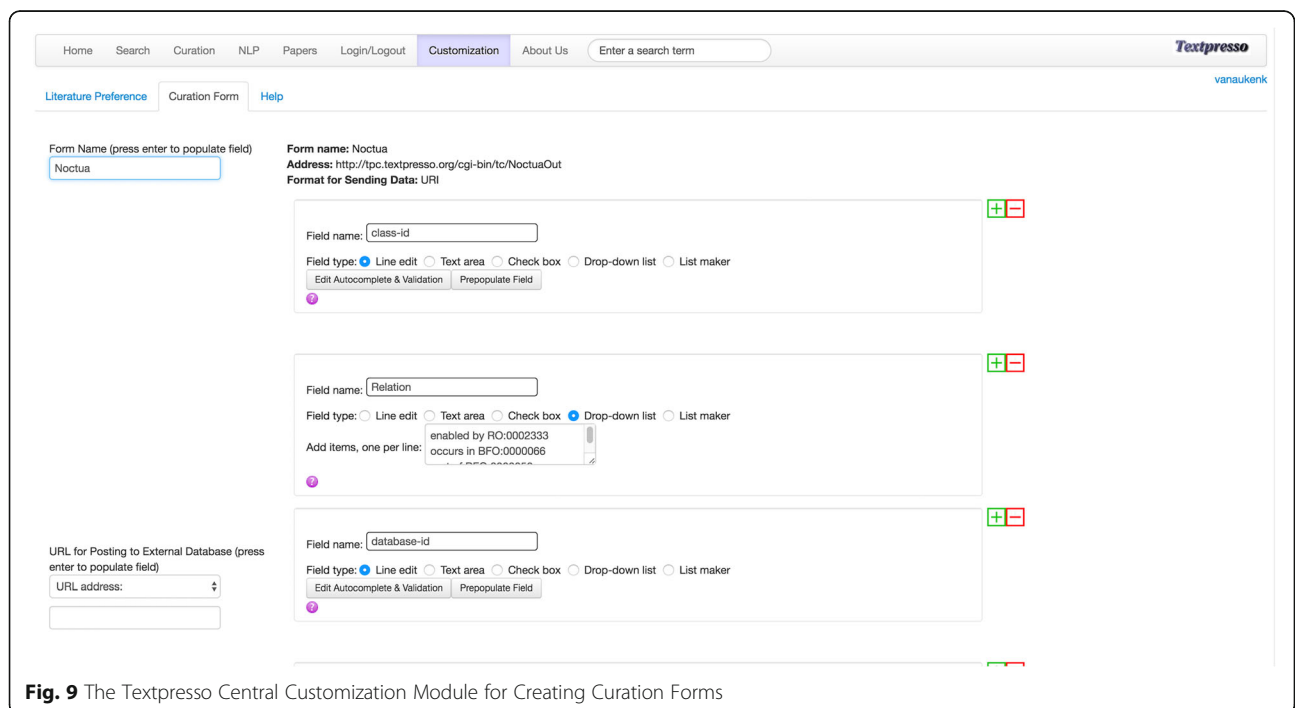 Home Search Curation NLP Papers Login/Logout Customization About Us Enter a search term Textpresso
vanaukenk
Literature Preference Curation Form Help
Form Name (press enter to populate field)
Noctua
Form name: Noctua
Address: http://tpc.textpresso.org/cgi-bin/tc/NoctuaOut
Format for Sending Data: URI
Field name: class-id
Field type: Line edit Text area Check box Drop-down list List maker
Edit Autocomplete & Validation Prepopulate Field
?
Field name: Relation
Field type: Line edit Text area Check box Drop-down list List maker
Add items, one per line:
enabled by RO:0002333
occurs in BFO:0000066
?
URL for Posting to External Database (press
enter to populate field)
URL address:
Field name: database-id
Field type: Line edit Text area Check box Drop-down list List maker
Edit Autocomplete & Validation Prepopulate Field
?
Fig. 9 The Textpresso Central Customization Module for Creating Curation Forms